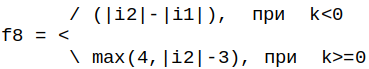 / (|i2|-|i1|), при k<0
f8 = <
\ max(4,|i2|-3), при k>=0